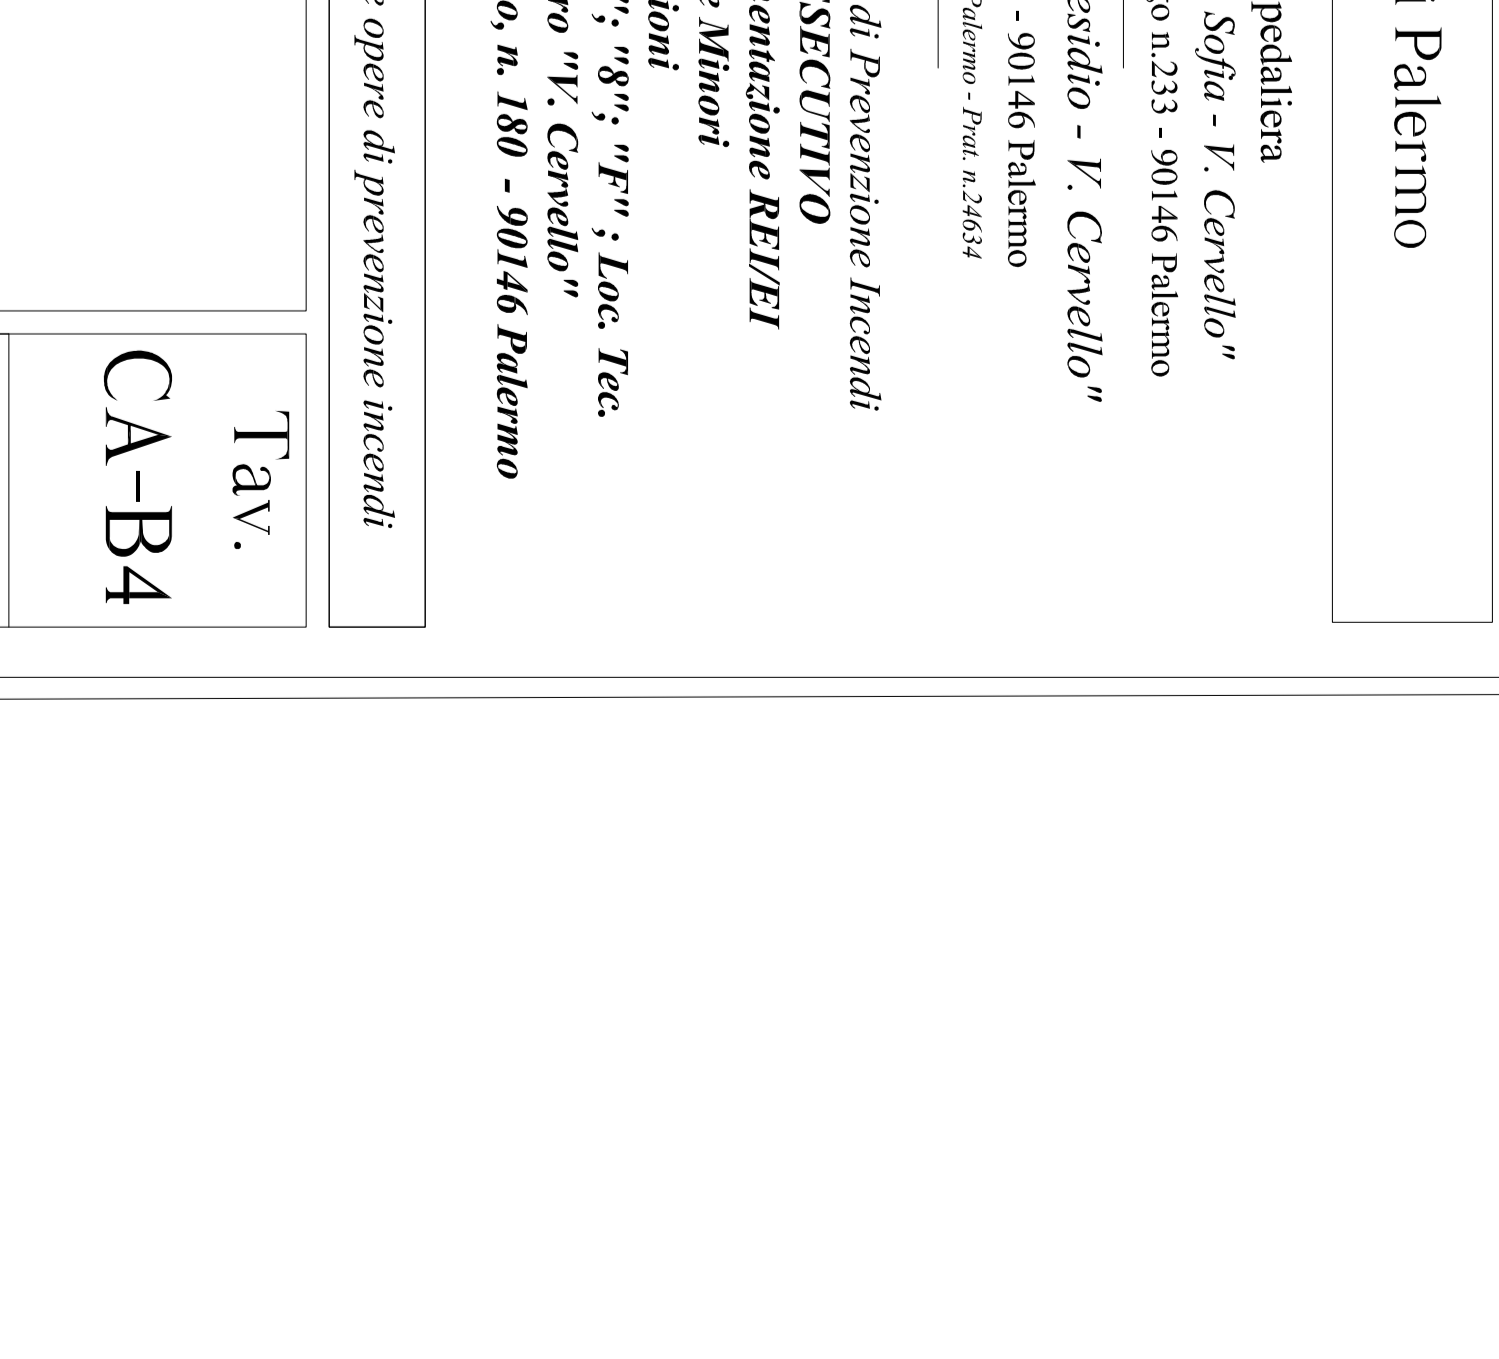 i Palermo
pedaliera
Sofia - V. Cervello"
go n.233 - 90146 Palermo
esidio - V. Cervello"
- 90146 Palermo
Palermo - Prat. n.24634
di Prevenzione Incendi
SECUTIVO
entazione REI/EI
e Minori
ioni
"; "8"; "F" ; Loc. Tec.
ro "V. Cervello"
o, n. 180 - 90146 Palermo
e opere di prevenzione incendi
Tav.
CA-B4